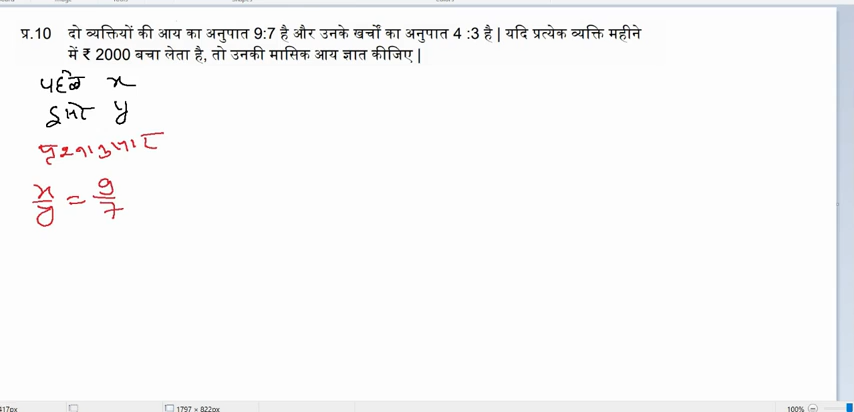 प्र.10 दो व्यक्तियों की आय का अनुपात 9:7 है और उनके खर्चों का अनुपात 4 :3 है | यदि प्रत्येक व्यक्ति महीने
में ₹ 2000 बचा लेता है, तो उनकी मासिक आय ज्ञात कीजिए |
पहले x
दूसरे y
प्रश्नानुसार
x/y = 9/7
1797 × 822px
100%